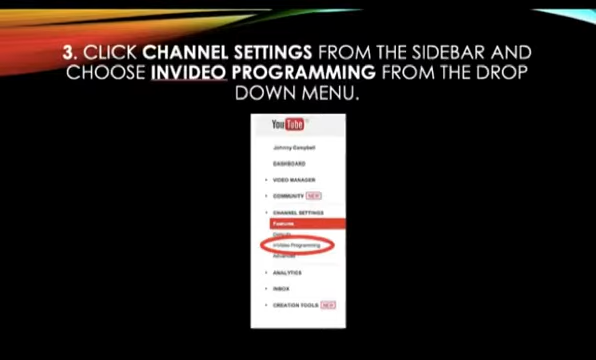 3. CLICK CHANNEL SETTINGS FROM THE SIDEBAR AND
CHOOSE INVIDEO PROGRAMMING FROM THE DROP
DOWN MENU.
YouTube
Johnny Campbell
DASHBOARD
VIDEO MANAGER
COMMUNITY NEW
CHANNEL SETTINGS
Features
InVideo Programming
Advanced
ANALYTICS
INBOX
CREATION TOOLS NEW